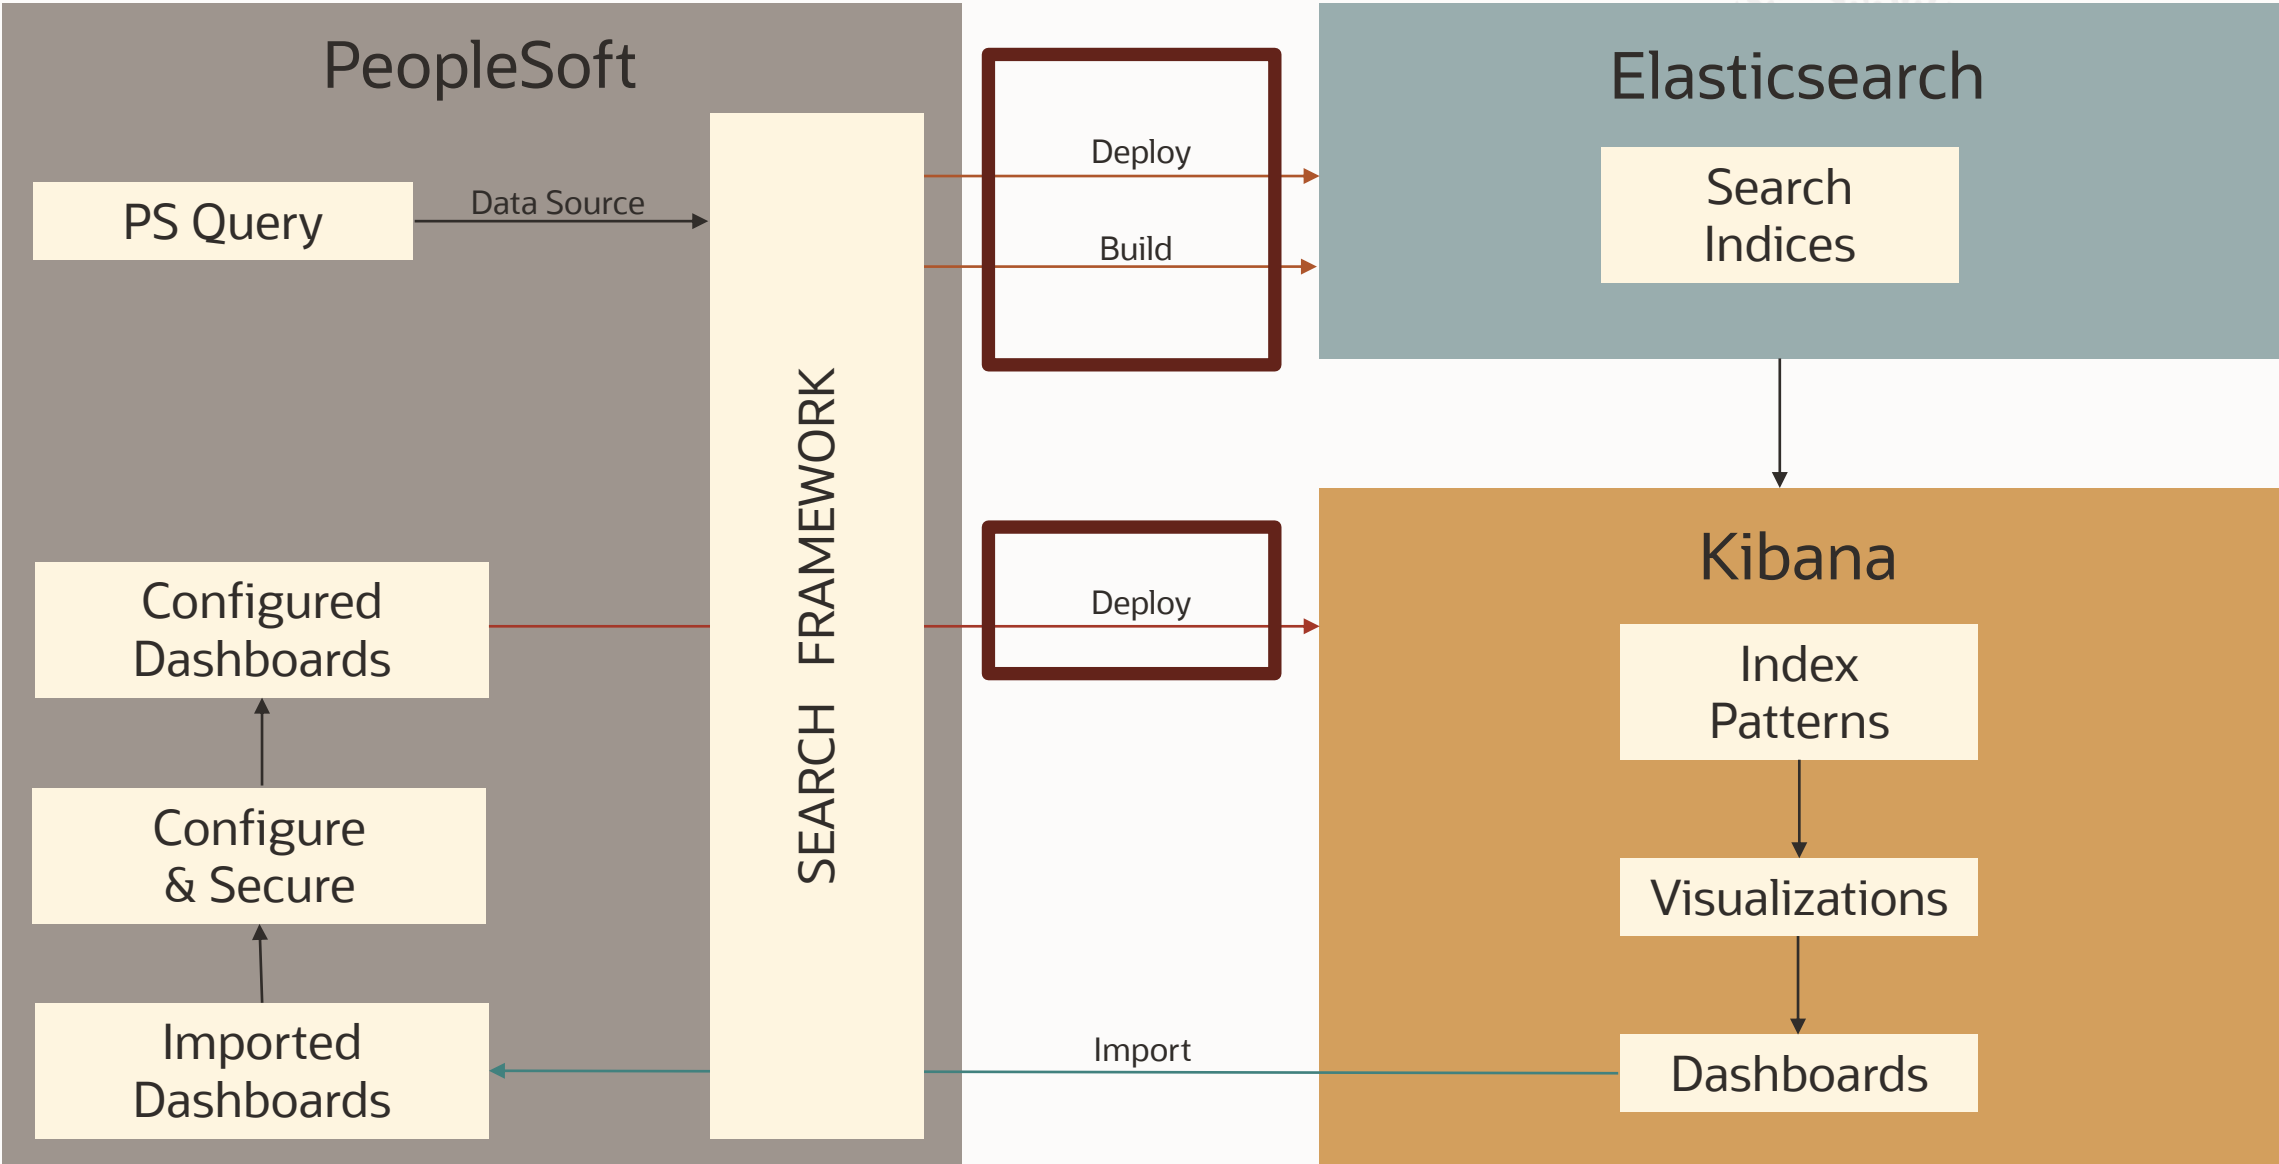 PeopleSoft
PS Query
Data Source
SEARCH FRAMEWORK
Configured
Dashboards
Configure
& Secure
Imported
Dashboards
Deploy
Build
Deploy
Import
Elasticsearch
Search
Indices
Kibana
Index
Patterns
Visualizations
Dashboards